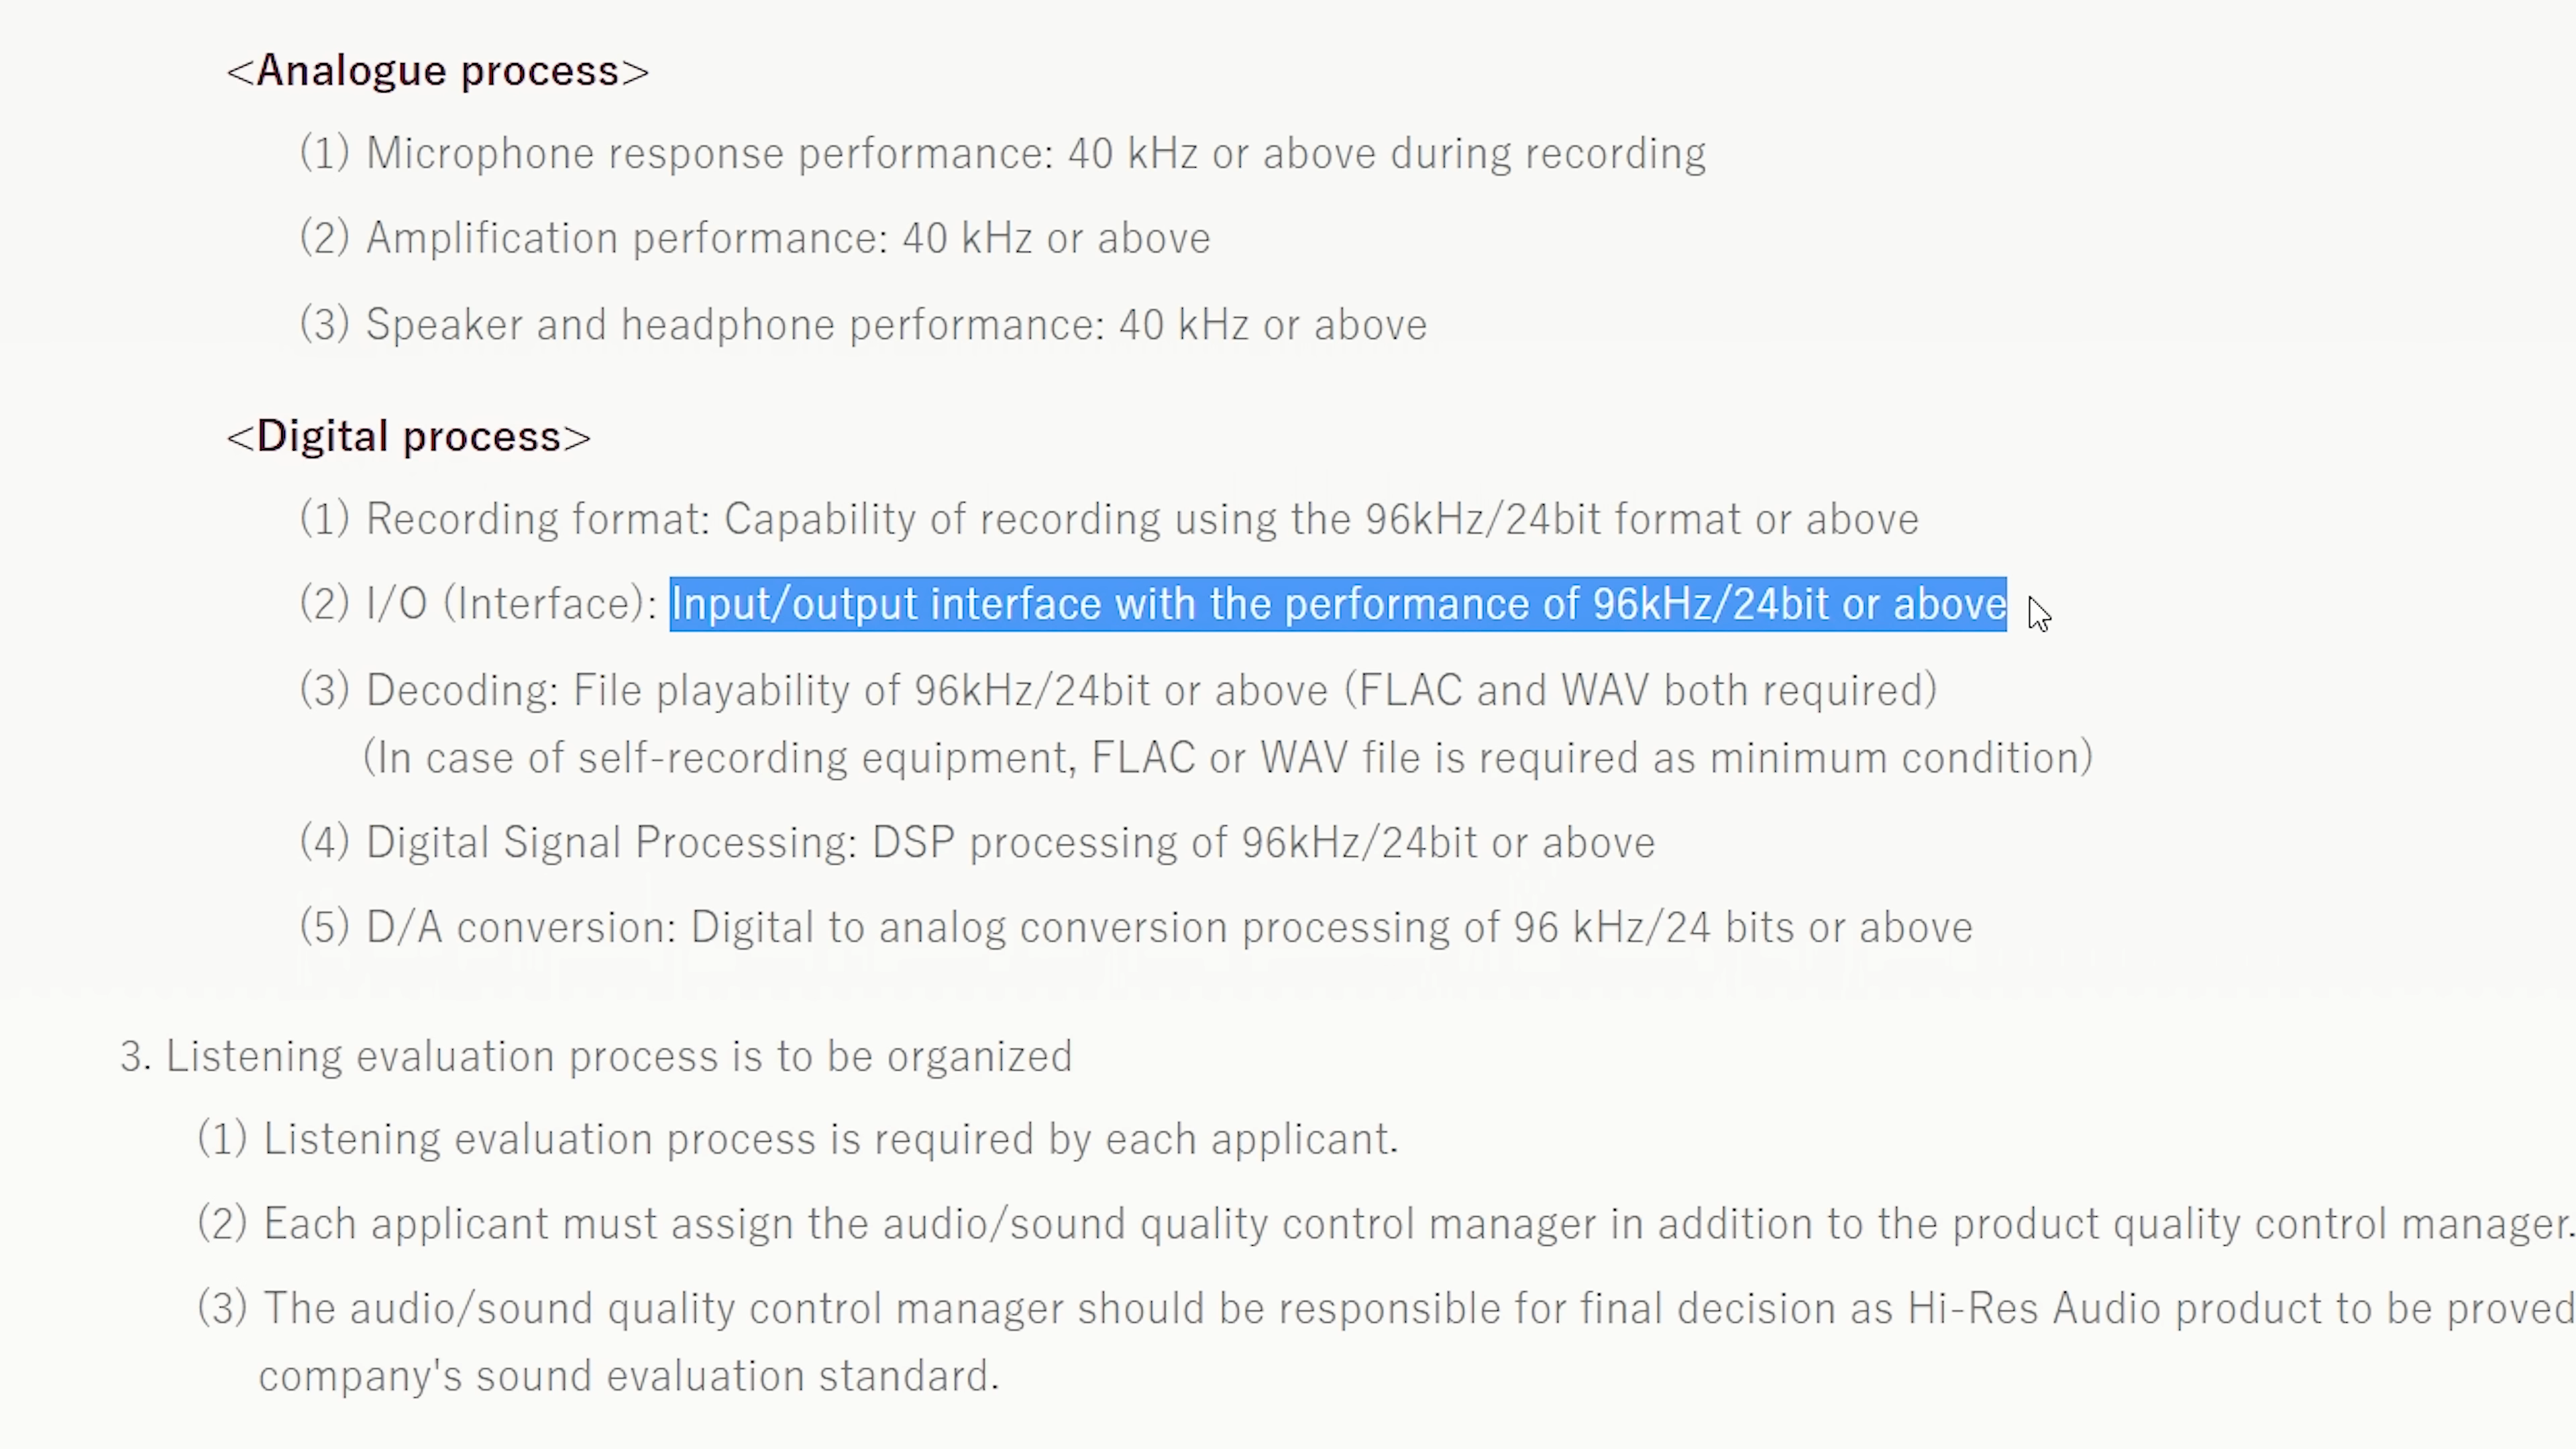 <Analogue process>
(1) Microphone response performance: 40 kHz or above during recording
(2) Amplification performance: 40 kHz or above
(3) Speaker and headphone performance: 40 kHz or above
<Digital process>
(1) Recording format: Capability of recording using the 96kHz/24bit format or above
(2) I/O (Interface): Input/output interface with the performance of 96kHz/24bit or above
(3) Decoding: File playability of 96kHz/24bit or above (FLAC and WAV both required)
(In case of self-recording equipment, FLAC or WAV file is required as minimum condition)
(4) Digital Signal Processing: DSP processing of 96kHz/24bit or above
(5) D/A conversion: Digital to analog conversion processing of 96 kHz/24 bits or above
3. Listening evaluation process is to be organized
(1) Listening evaluation process is required by each applicant.
(2) Each applicant must assign the audio/sound quality control manager in addition to the product quality control manager.
(3) The audio/sound quality control manager should be responsible for final decision as Hi-Res Audio product to be proved
company's sound evaluation standard.